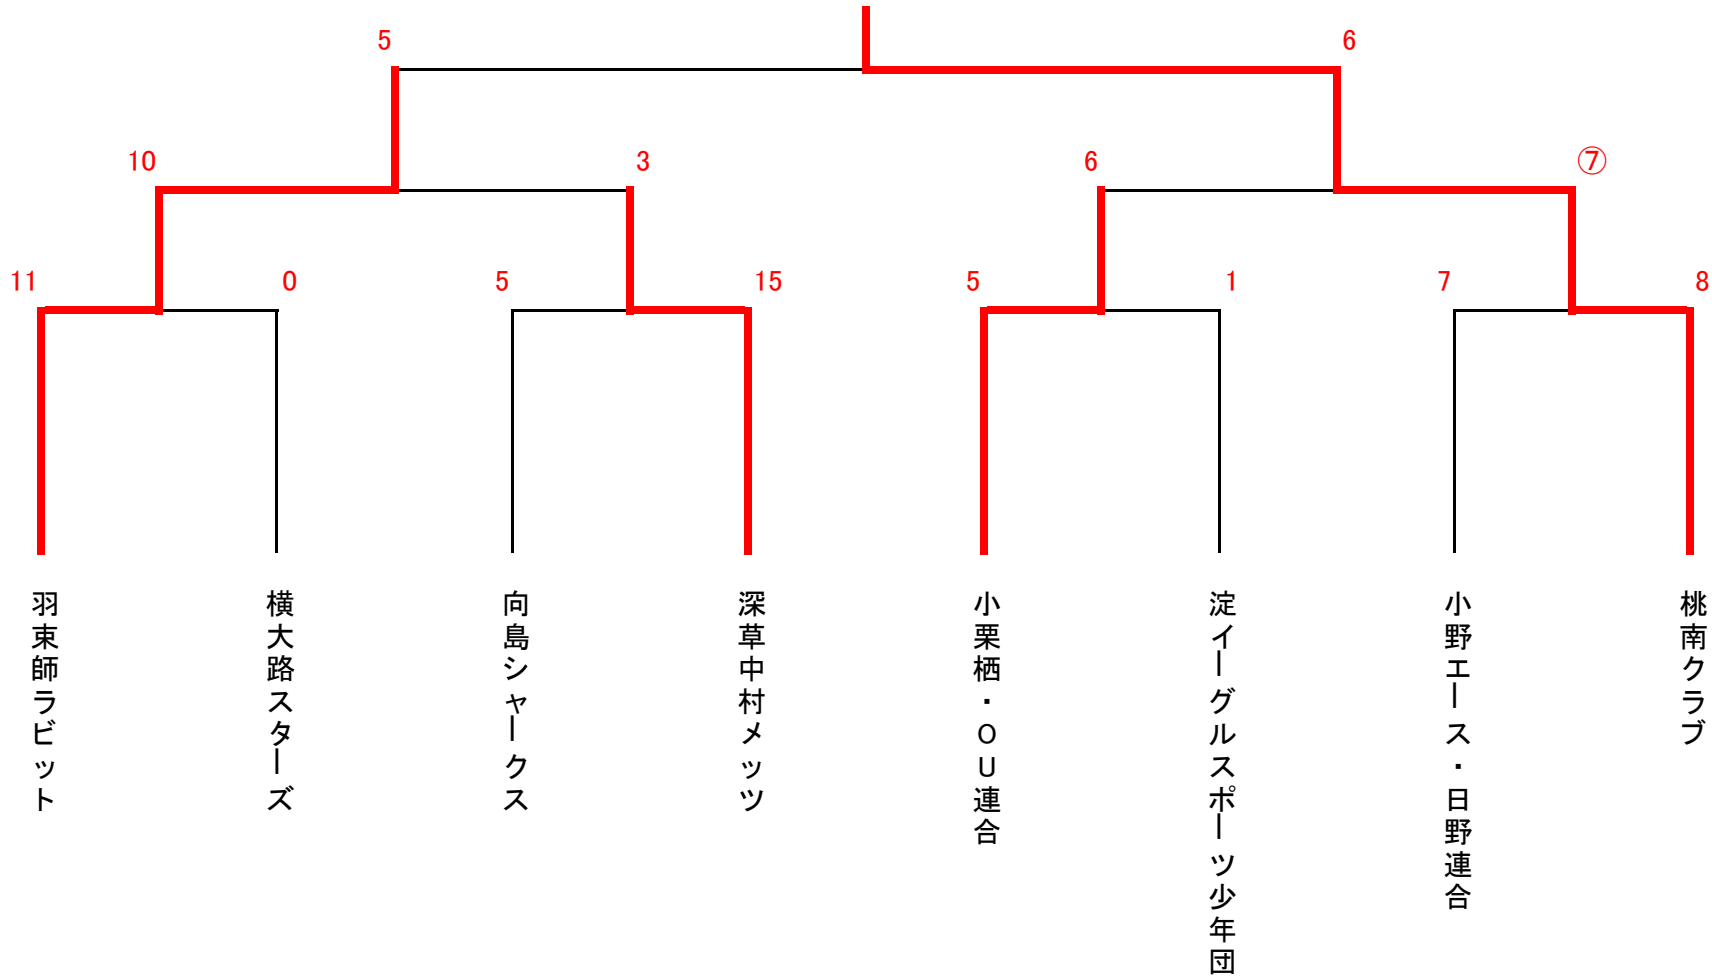 5
6
10
3
6
⑦
11
0
5
15
5
1
7
8
羽束師ラビット
横大路スターズ
向島シャークス
深草中村メッツ
小栗栖・OU連合
淀イーグルスポーツ少年団
小野エース・日野連合
桃南クラブ